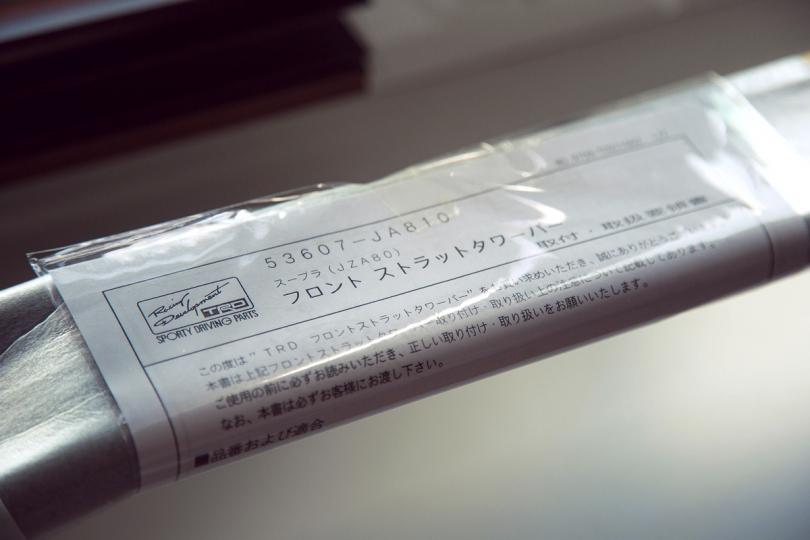 53607-JA810
スープラ (JZA80)
フロント ストラットタワーバー
取付・取扱要領書
Racing Development TRD
SPORTY DRIVING PARTS
この度は"TRD フロントストラットタワーバー"をお買い求めいただき、誠にありがとうございます。
本書は上記フロントストラットタワーバー取り付け・取り扱い上の注意について記載してあります。
ご使用の前に必ずお読みいただき、正しい取り付け・取り扱いをお願いいたします。
なお、本書は必ずお客様にお渡し下さい。
■品番および適合